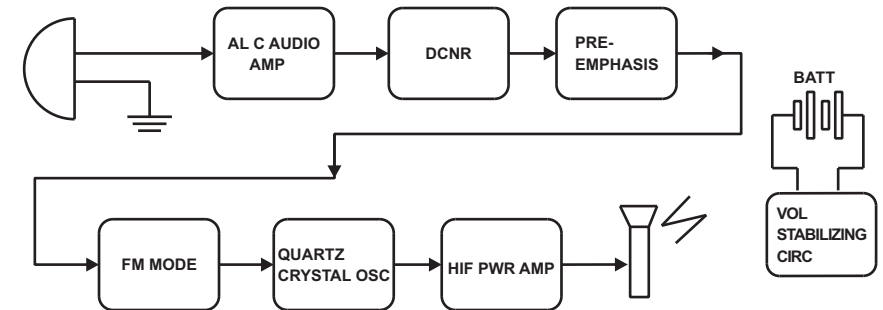 AL C AUDIO
AMP
DCNR
PRE-
EMPHASIS
BATT
VOL
STABILIZING
CIRC
FM MODE
QUARTZ
CRYSTAL OSC
HIF PWR AMP